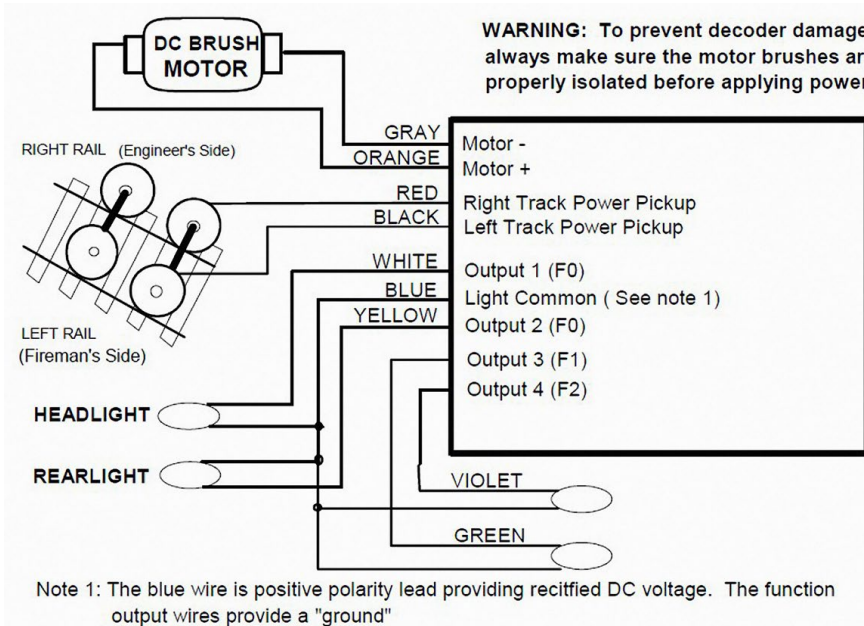 WARNING: To prevent decoder damage
always make sure the motor brushes ar
properly isolated before applying power
DC BRUSH
MOTOR
GRAY
Motor -
ORANGE
Motor +
RIGHT RAIL (Engineer's Side)
RED
Right Track Power Pickup
BLACK
Left Track Power Pickup
WHITE
Output 1 (F0)
BLUE
Light Common ( See note 1)
YELLOW
Output 2 (F0)
LEFT RAIL
(Fireman's Side)
Output 3 (F1)
Output 4 (F2)
HEADLIGHT
REARLIGHT
VIOLET
GREEN
Note 1: The blue wire is positive polarity lead providing recitfied DC voltage. The function
output wires provide a "ground"